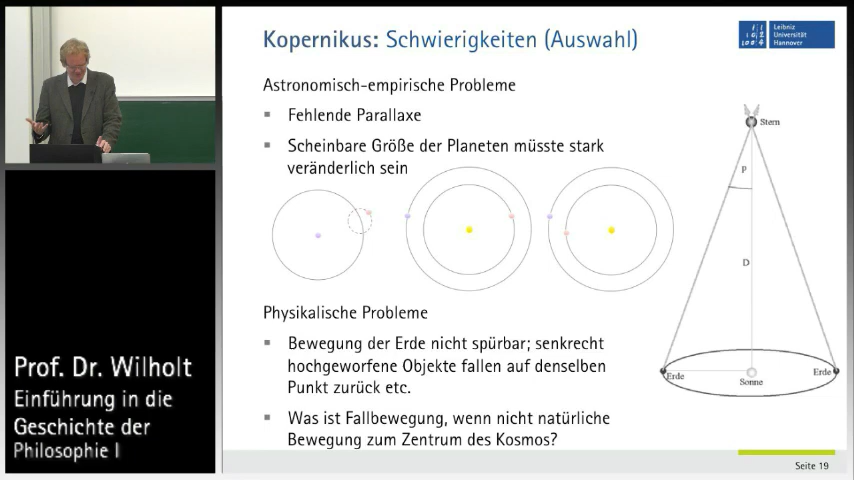 Kopernikus: Schwierigkeiten (Auswahl)
Leibniz
Universität
Hannover
Astronomisch-empirische Probleme
Fehlende Parallaxe
Scheinbare Größe der Planeten müsste stark
veränderlich sein
Stern
P
D
Erde
Sonne
Erde
Physikalische Probleme
Bewegung der Erde nicht spürbar; senkrecht
hochgeworfene Objekte fallen auf denselben
Punkt zurück etc.
Was ist Fallbewegung, wenn nicht natürliche
Bewegung zum Zentrum des Kosmos?
Seite 19
Prof. Dr. Wilholt
Einführung in die
Geschichte der
Philosophie I